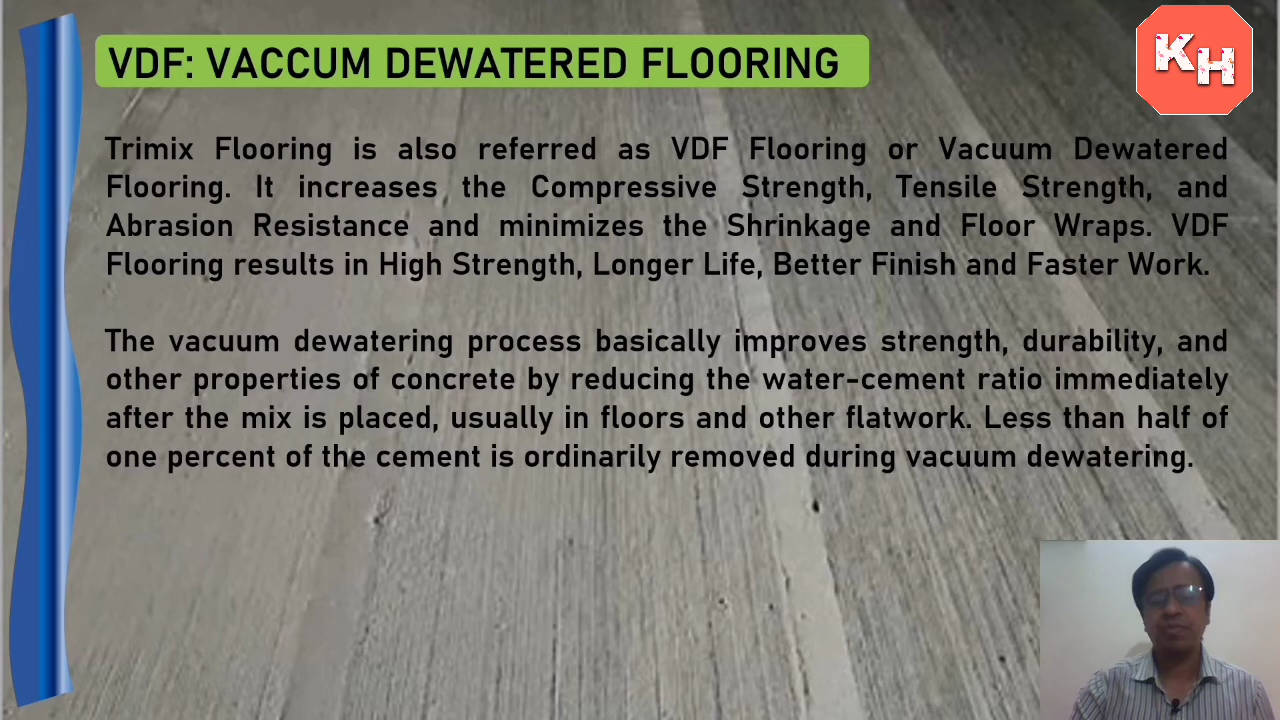 VDF: VACCUM DEWATERED FLOORING
KH
Trimix Flooring is also referred as VDF Flooring or Vacuum Dewatered
Flooring. It increases the Compressive Strength, Tensile Strength, and
Abrasion Resistance and minimizes the Shrinkage and Floor Wraps. VDF
Flooring results in High Strength, Longer Life, Better Finish and Faster Work.
The vacuum dewatering process basically improves strength, durability, and
other properties of concrete by reducing the water-cement ratio immediately
after the mix is placed, usually in floors and other flatwork. Less than half of
one percent of the cement is ordinarily removed during vacuum dewatering.